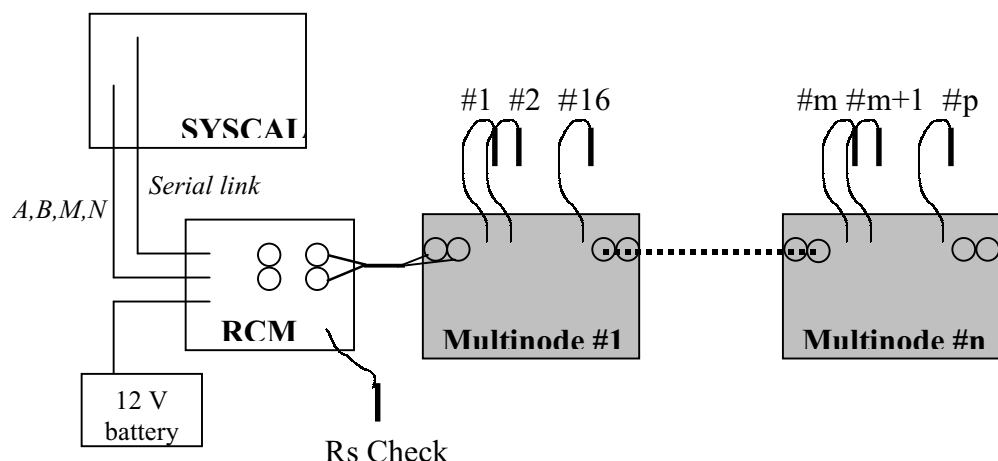 #1 #2 #16
#m #m+1 #p
SYSCAL
Serial link
A,B,M,N
RCM
Multinode #1
Multinode #n
12 V
battery
Rs Check